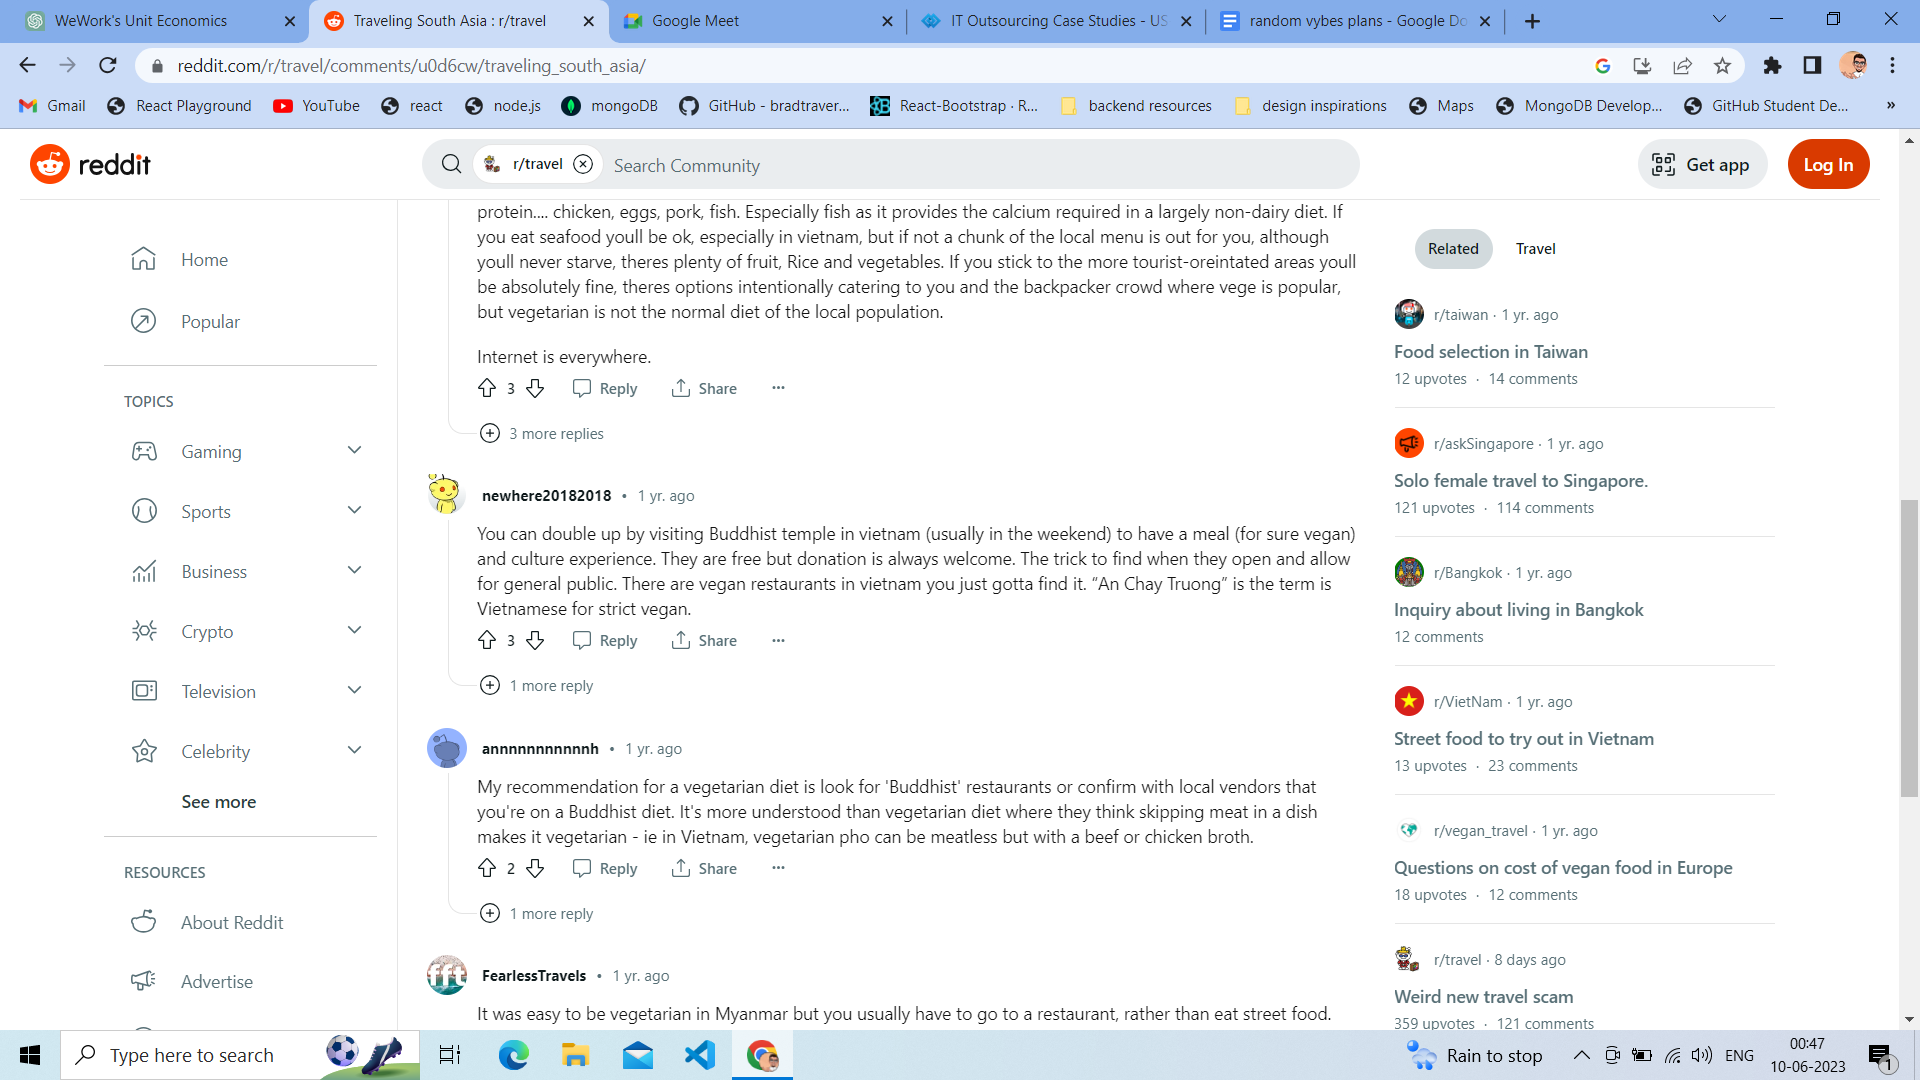 WeWork's Unit Economics
Traveling South Asia : r/travel
Google Meet
IT Outsourcing Case Studies - US
random vybes plans - Google Do
reddit.com/r/travel/comments/u0d6cw/traveling_south_asia/
Gmail
React Playground
YouTube
react
node.js
mongoDB
GitHub - bradtraver...
React-Bootstrap · R...
backend resources
design inspirations
Maps
MongoDB Develop...
GitHub Student De...
»
reddit
r/travel
Search Community
Get app
Log In
Home
Popular
TOPICS
Gaming
Sports
Business
Crypto
Television
Celebrity
See more
RESOURCES
About Reddit
Advertise
protein.... chicken, eggs, pork, fish. Especially fish as it provides the calcium required in a largely non-dairy diet. If
you eat seafood youll be ok, especially in vietnam, but if not a chunk of the local menu is out for you, although
youll never starve, theres plenty of fruit, Rice and vegetables. If you stick to the more tourist-oreintated areas youll
be absolutely fine, theres options intentionally catering to you and the backpacker crowd where vege is popular,
but vegetarian is not the normal diet of the local population.
Internet is everywhere.
3 Reply Share ...
3 more replies
newhere20182018 • 1 yr. ago
You can double up by visiting Buddhist temple in vietnam (usually in the weekend) to have a meal (for sure vegan)
and culture experience. They are free but donation is always welcome. The trick to find when they open and allow
for general public. There are vegan restaurants in vietnam you just gotta find it. “An Chay Truong” is the term is
Vietnamese for strict vegan.
3 Reply Share ...
1 more reply
annnnnnnnnnnh • 1 yr. ago
My recommendation for a vegetarian diet is look for 'Buddhist' restaurants or confirm with local vendors that
you're on a Buddhist diet. It's more understood than vegetarian diet where they think skipping meat in a dish
makes it vegetarian - ie in Vietnam, vegetarian pho can be meatless but with a beef or chicken broth.
2 Reply Share ...
1 more reply
fft
FearlessTravels • 1 yr. ago
It was easy to be vegetarian in Myanmar but you usually have to go to a restaurant, rather than eat street food.
Related Travel
r/taiwan · 1 yr. ago
Food selection in Taiwan
12 upvotes · 14 comments
r/askSingapore · 1 yr. ago
Solo female travel to Singapore.
121 upvotes · 114 comments
r/Bangkok · 1 yr. ago
Inquiry about living in Bangkok
12 comments
r/VietNam · 1 yr. ago
Street food to try out in Vietnam
13 upvotes · 23 comments
r/vegan_travel · 1 yr. ago
Questions on cost of vegan food in Europe
18 upvotes · 12 comments
r/travel · 8 days ago
Weird new travel scam
359 upvotes · 121 comments
Type here to search
Rain to stop
ENG
00:47
10-06-2023
1